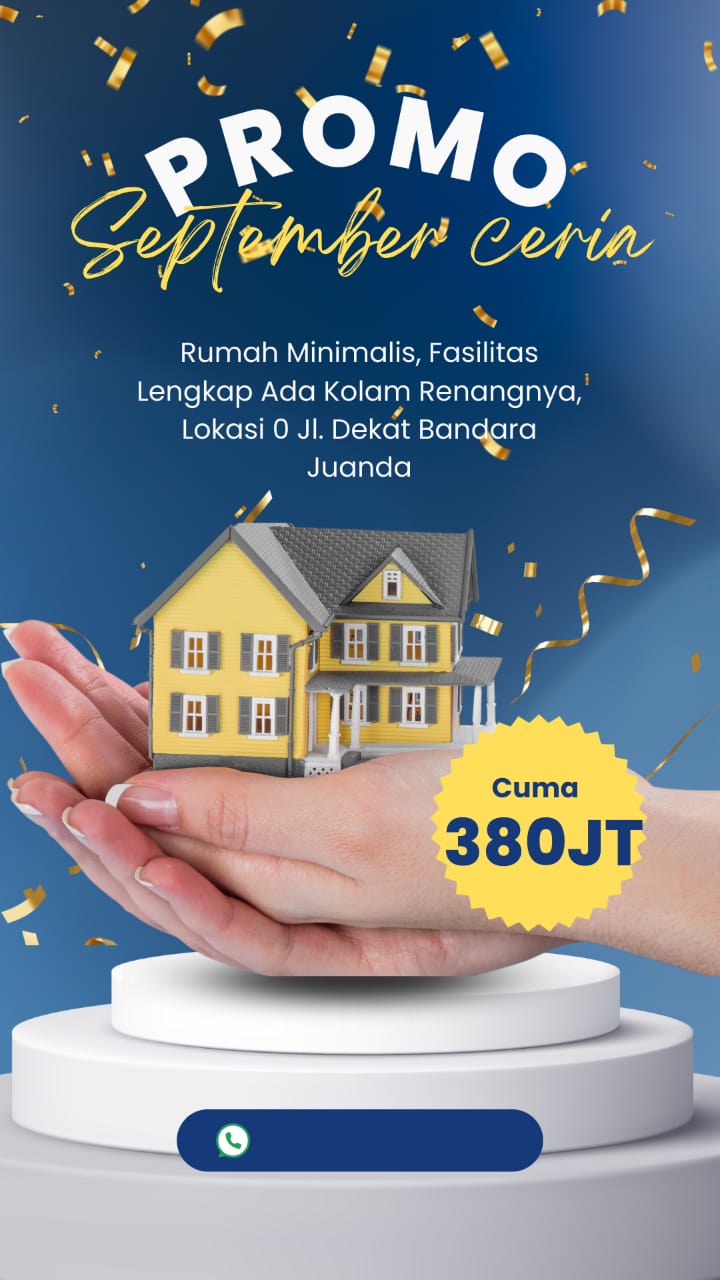 PROMO
September ceria
Rumah Minimalis, Fasilitas
Lengkap Ada Kolam Renangnya,
Lokasi 0 Jl. Dekat Bandara
Juanda
Cuma
380JT